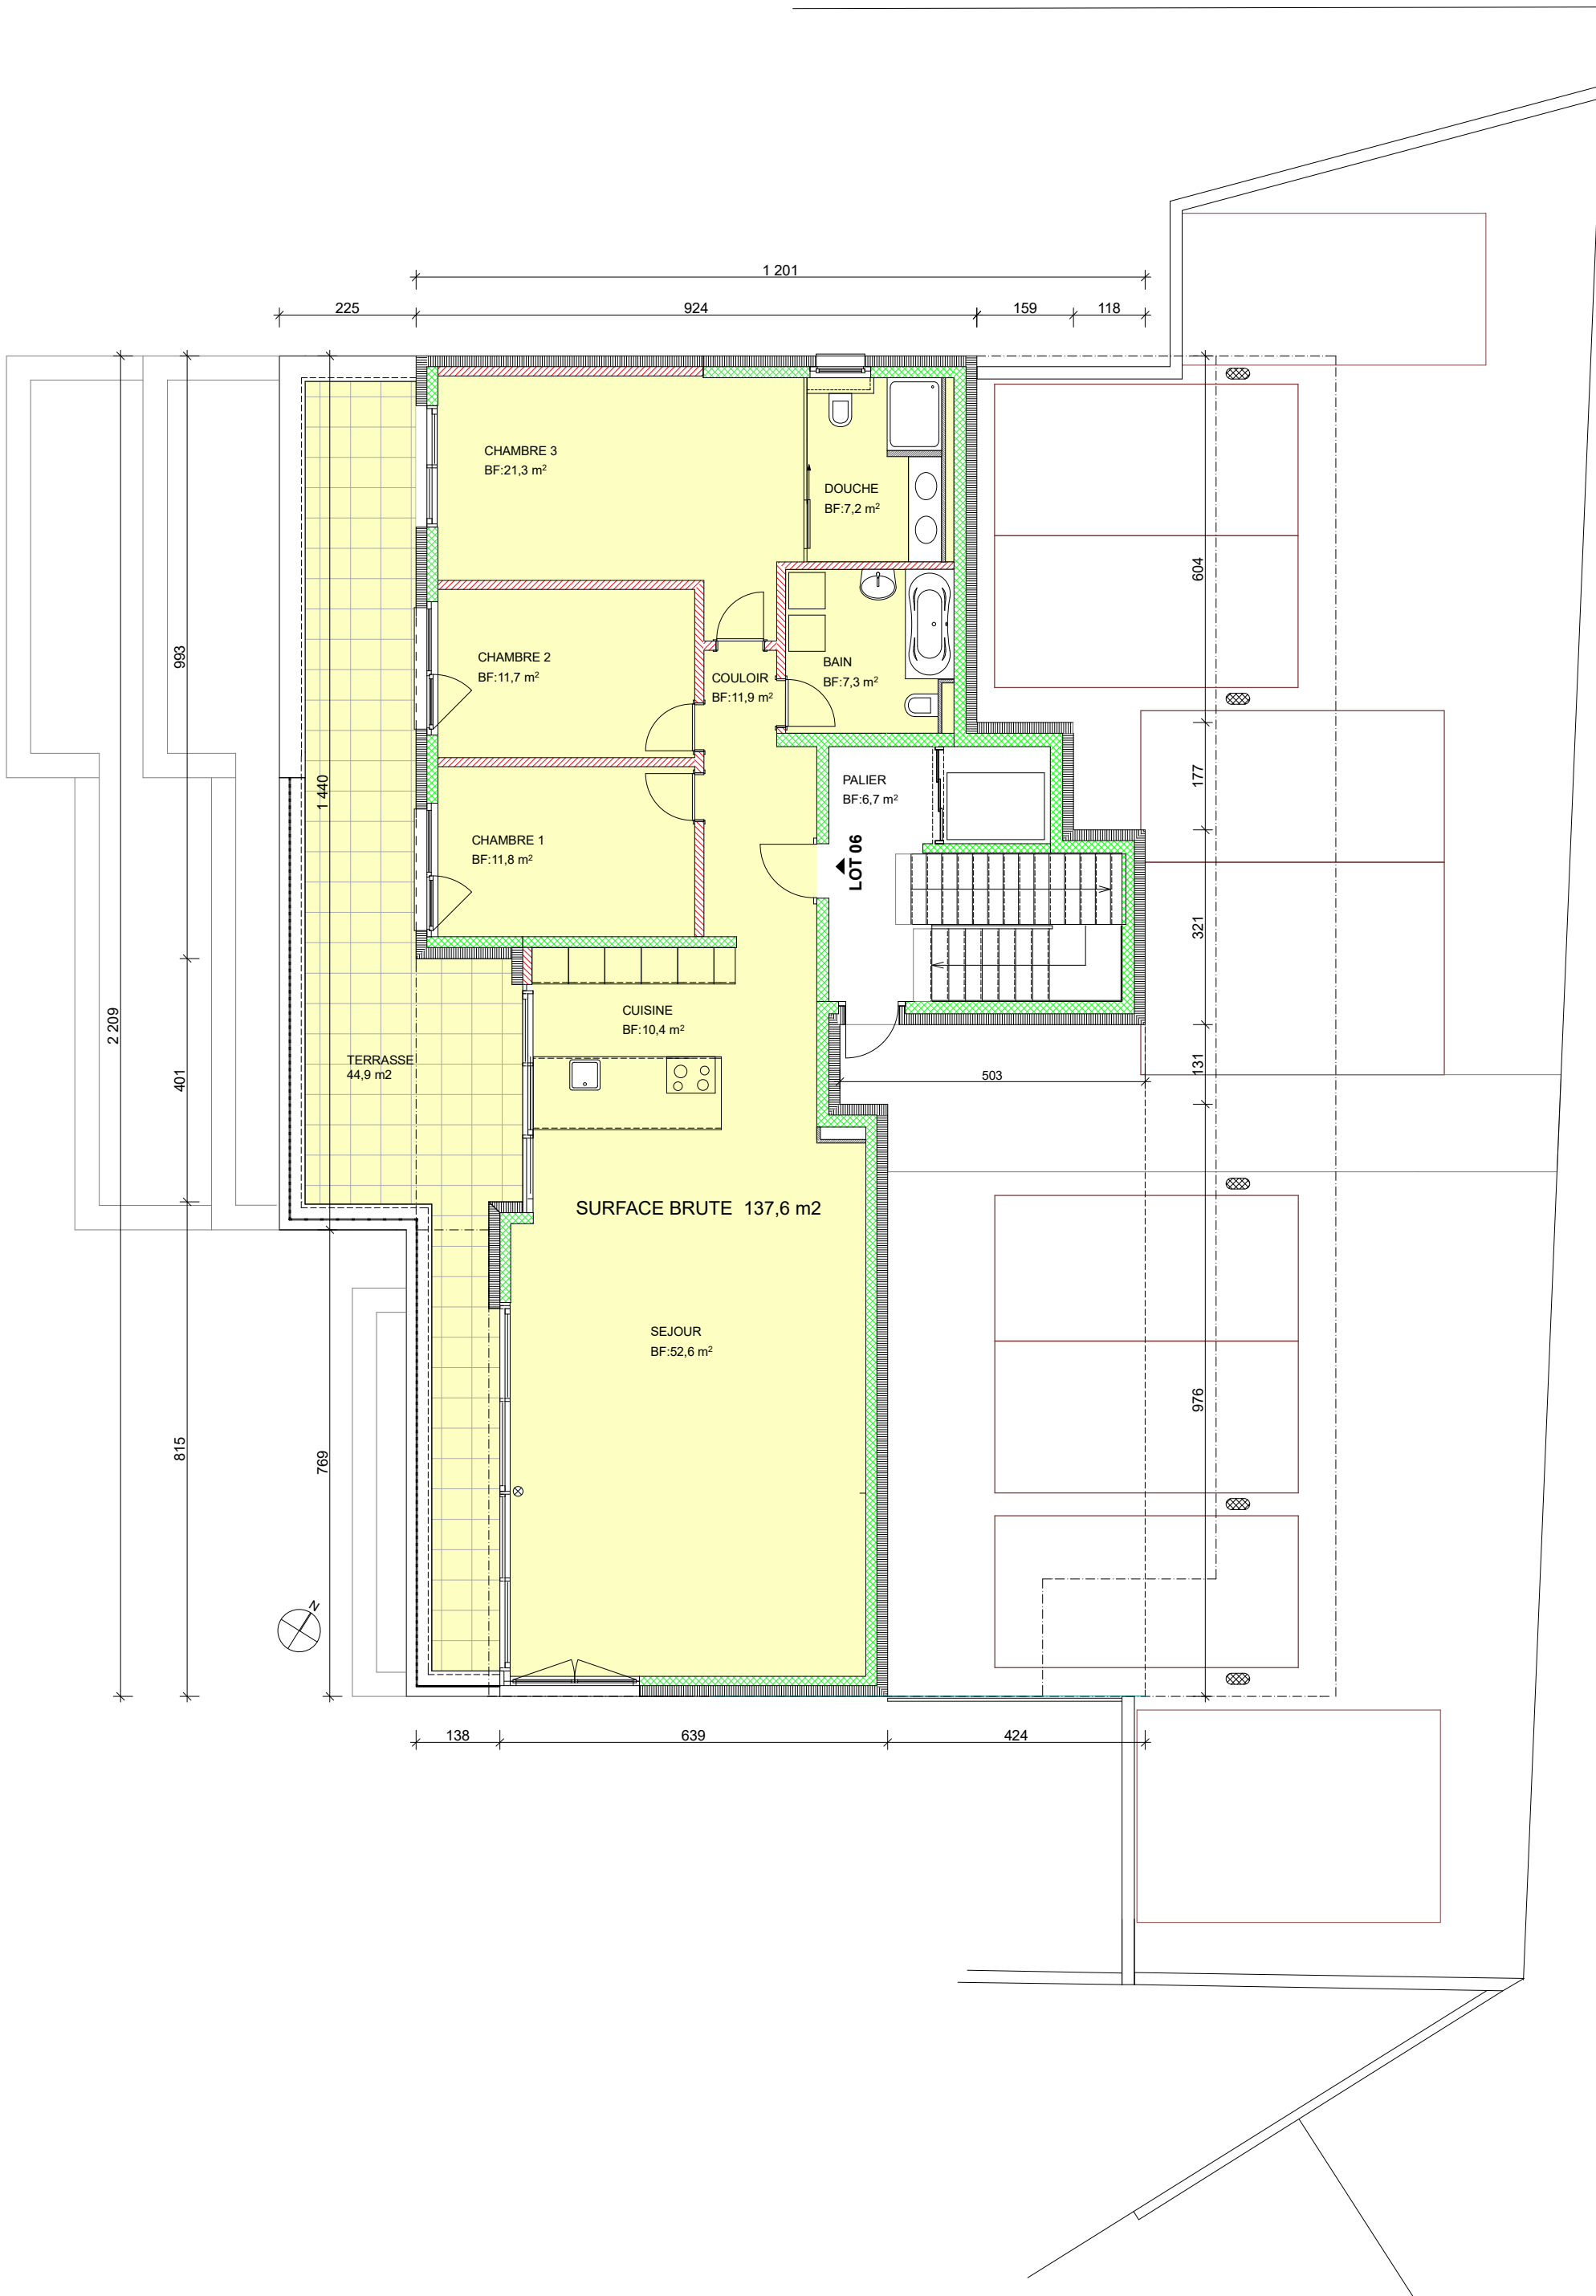 1 201
225
924
159
118
CHAMBRE 3
BF:21,3 m²
DOUCHE
BF:7,2 m²
604
993
CHAMBRE 2
BF:11,7 m²
COULOIR
BF:11,9 m²
BAIN
BF:7,3 m²
1 440
PALIER
BF:6,7 m²
177
CHAMBRE 1
BF:11,8 m²
LOT 06
321
2 209
CUISINE
BF:10,4 m²
TERRASSE
44,9 m2
401
503
131
SURFACE BRUTE 137,6 m2
SEJOUR
BF:52,6 m²
976
815
769
N
138
639
424